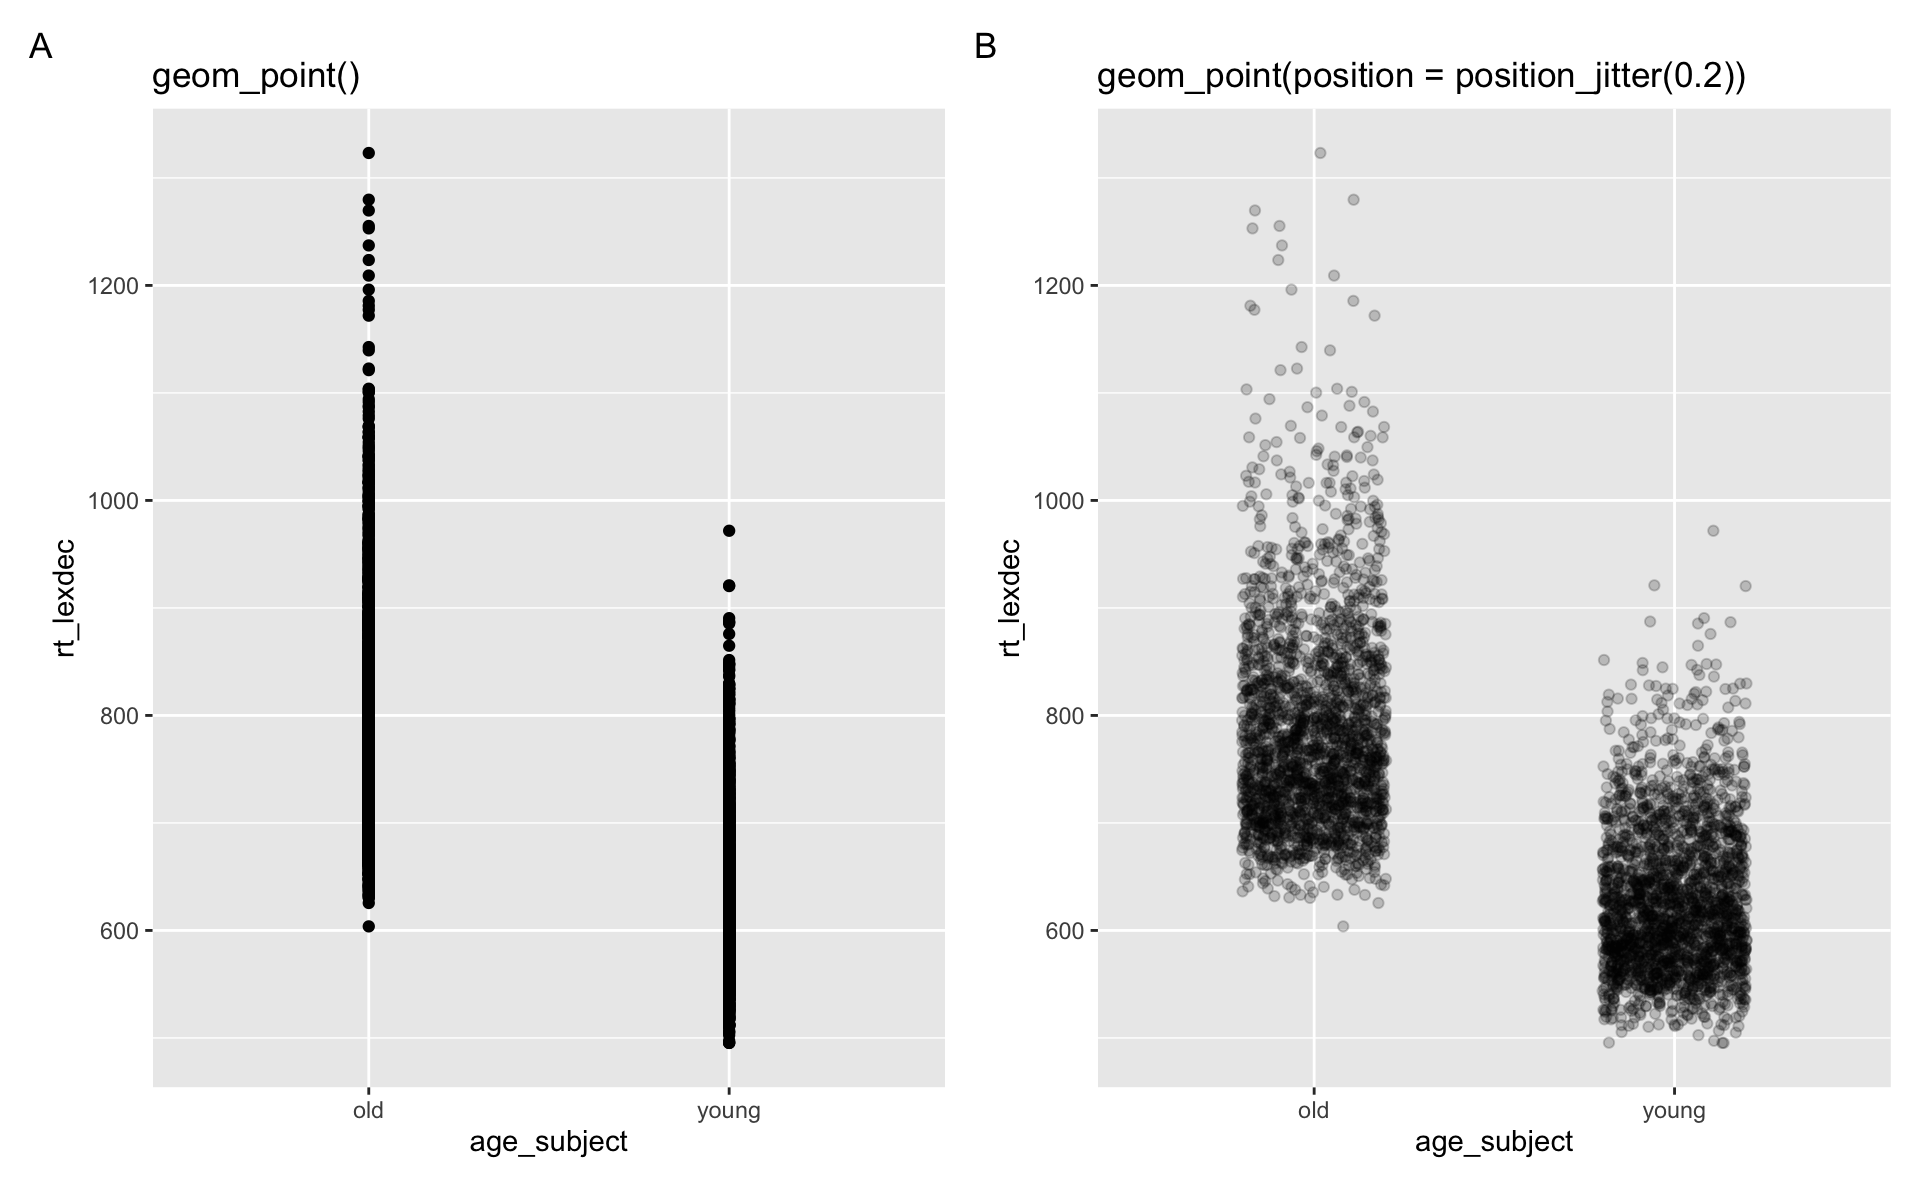 A
geom_point()
1200
1000
800
600
rt_lexdec
old
young
age_subject
B
geom_point(position = position_jitter(0.2))
1200
1000
800
600
rt_lexdec
old
young
age_subject